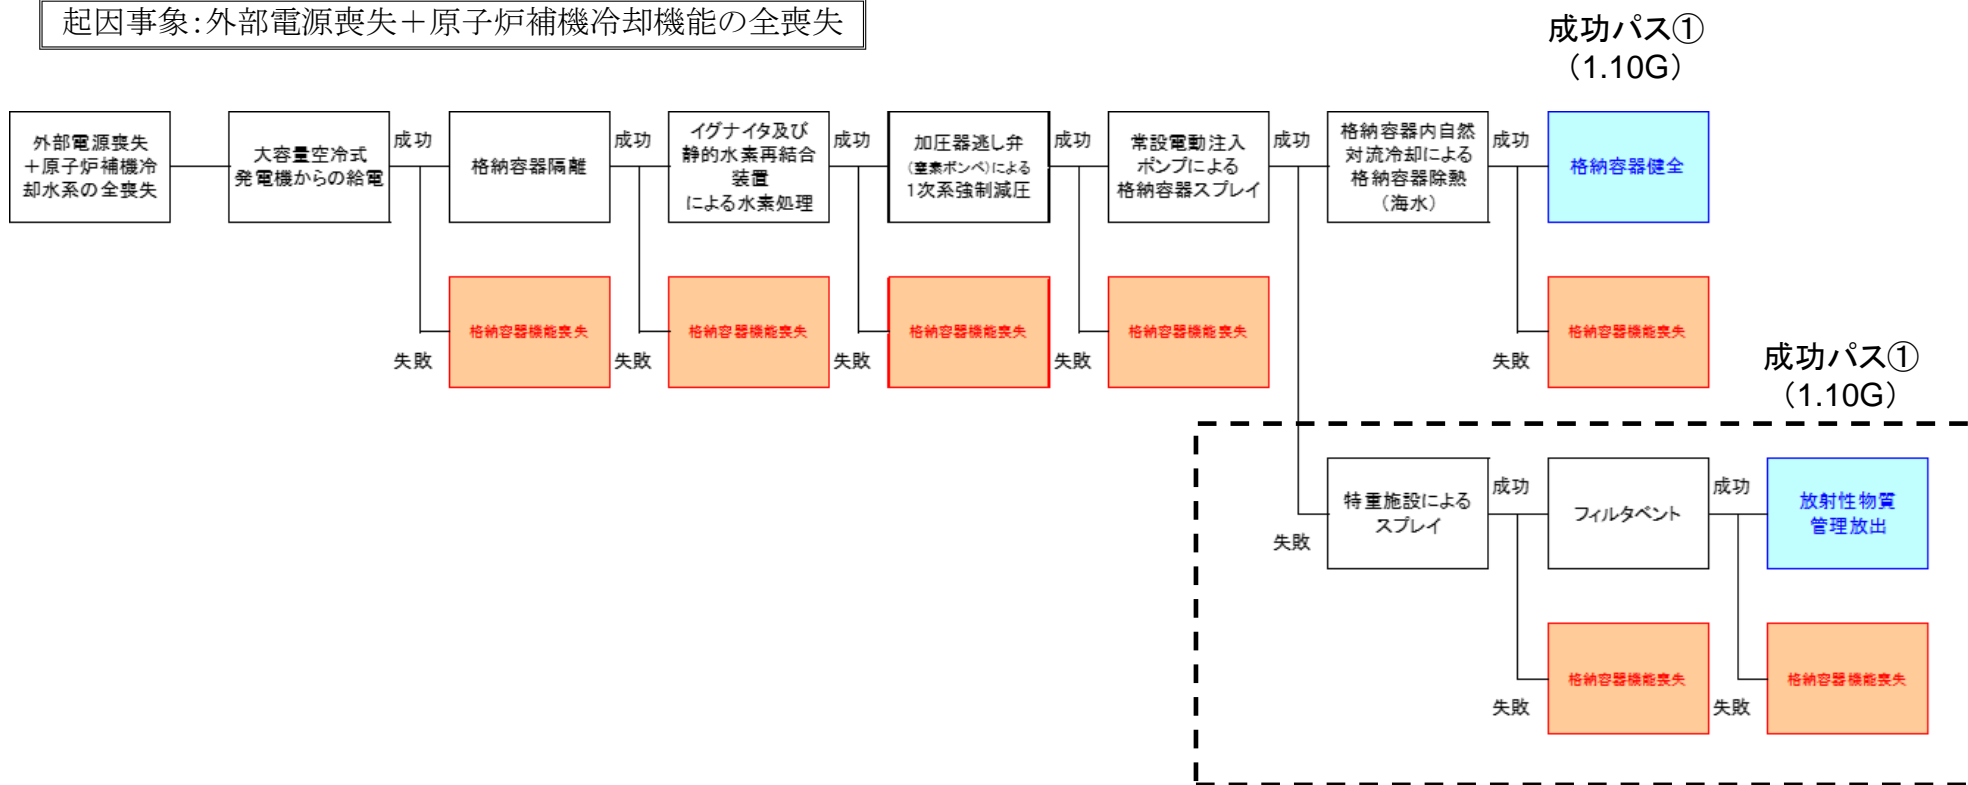 起因事象:外部電源喪失＋原子炉補機冷却機能の全喪失
成功パス①
（1.10G）
外部電源喪失
＋原子炉補機冷
却水系の全喪失
大容量空冷式
発電機からの給電
成功
失敗
格納容器隔離
格納容器機能喪失
成功
失敗
イグナイタ及び
静的水素再結合
装置
による水素処理
格納容器機能喪失
成功
失敗
加圧器逃し弁
(窒素ボンベ)による
1次系強制減圧
格納容器機能喪失
成功
失敗
常設電動注入
ポンプによる
格納容器スプレイ
格納容器機能喪失
成功
失敗
格納容器内自然
対流冷却による
格納容器除熱
（海水）
成功
失敗
格納容器健全
格納容器機能喪失
成功パス①
（1.10G）
特重施設による
スプレイ
成功
失敗
フィルタベント
格納容器機能喪失
成功
失敗
放射性物質
管理放出
格納容器機能喪失